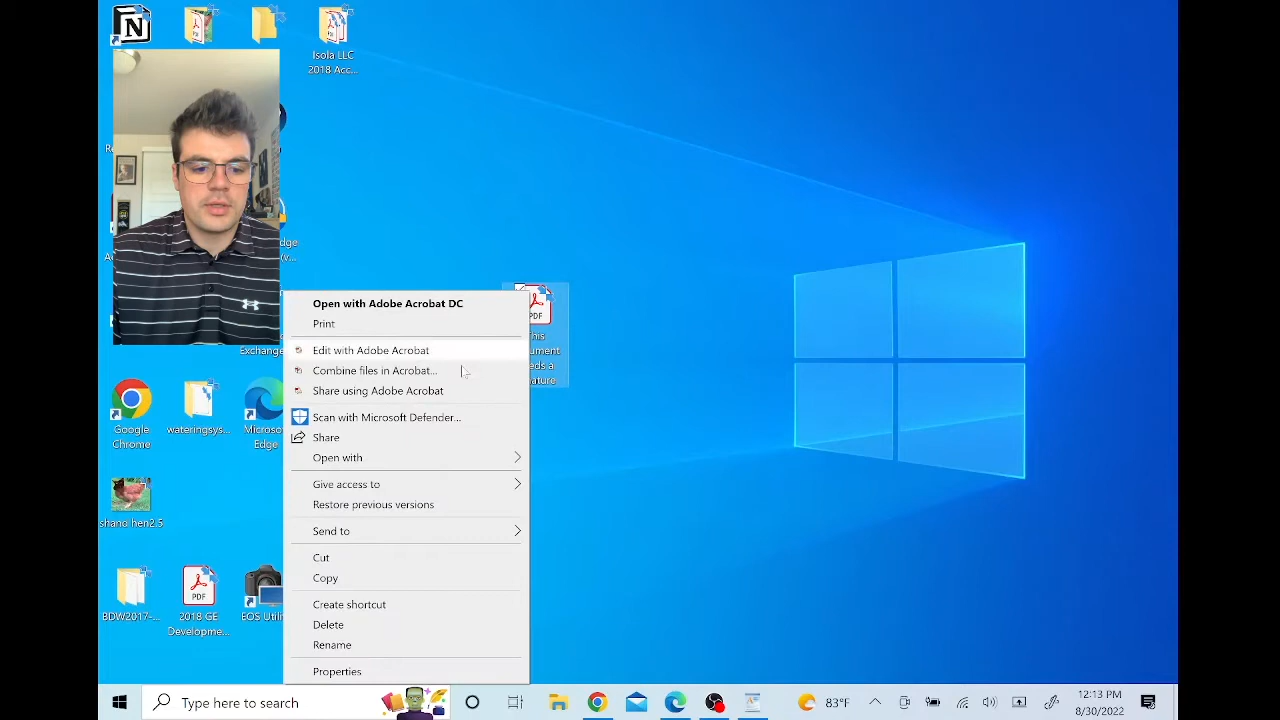 N
Isola LLC
2018 Acc...
Exchange
Open with Adobe Acrobat DC
Print
Edit with Adobe Acrobat
Combine files in Acrobat...
Share using Adobe Acrobat
Scan with Microsoft Defender...
Share
Open with
Give access to
Restore previous versions
Send to
Cut
Copy
Create shortcut
Delete
Rename
Properties
PDF
Google
Chrome
wateringsys...
Edge
shano hen2.5
BDW2017-...
PDF
2018 GE
Developme...
EOS Utili
Type here to search
83°F
12:13 PM
8/30/2022